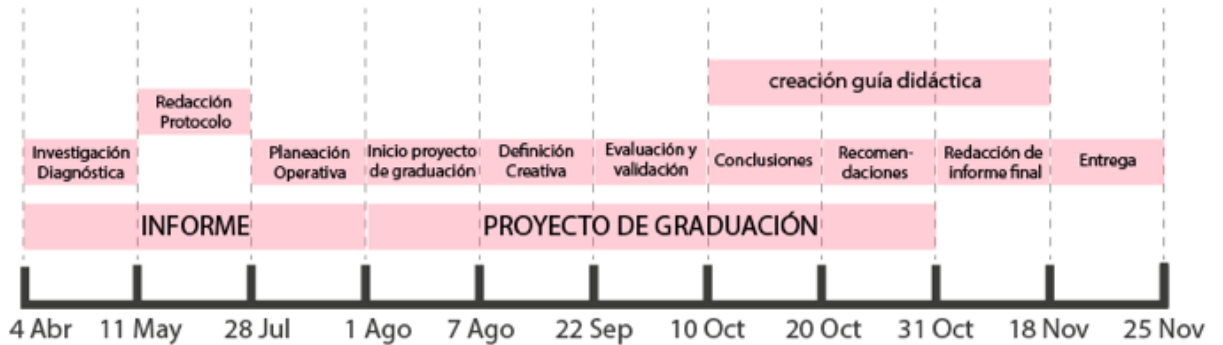 creación guía didáctica
Redacción
Protocolo
Investigación
Diagnóstica
Planeación
Operativa
Inicio proyecto
de graduación
Definición
Creativa
Evaluación y
validación
Conclusiones
Recomen-
daciones
Redacción de
informe final
Entrega
INFORME
PROYECTO DE GRADUACIÓN
4 Abr
11 May
28 Jul
1 Ago
7 Ago
22 Sep
10 Oct
20 Oct
31 Oct
18 Nov
25 Nov